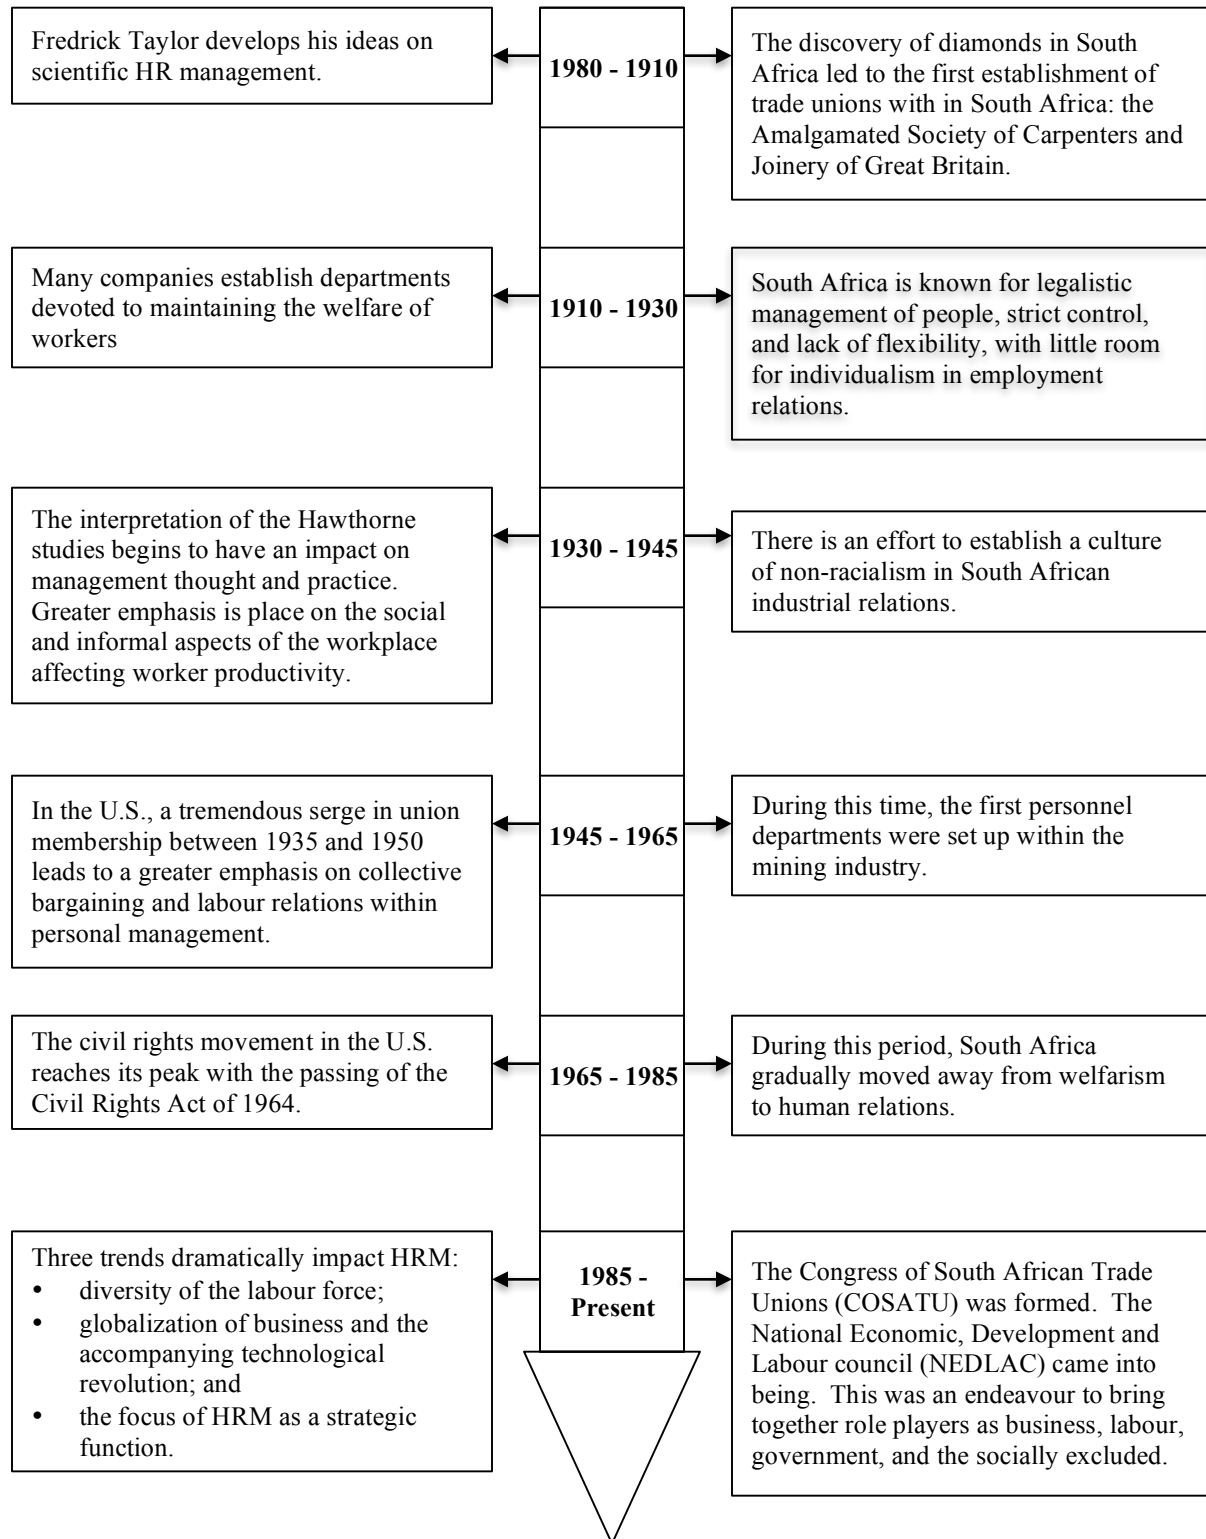 Fredrick Taylor develops his ideas on
scientific HR management.
1980 - 1910
The discovery of diamonds in South
Africa led to the first establishment of
trade unions with in South Africa: the
Amalgamated Society of Carpenters and
Joinery of Great Britain.
Many companies establish departments
devoted to maintaining the welfare of
workers
1910 - 1930
South Africa is known for legalistic
management of people, strict control,
and lack of flexibility, with little room
for individualism in employment
relations.
The interpretation of the Hawthorne
studies begins to have an impact on
management thought and practice.
Greater emphasis is place on the social
and informal aspects of the workplace
affecting worker productivity.
1930 - 1945
There is an effort to establish a culture
of non-racialism in South African
industrial relations.
In the U.S., a tremendous serge in union
membership between 1935 and 1950
leads to a greater emphasis on collective
bargaining and labour relations within
personal management.
1945 - 1965
During this time, the first personnel
departments were set up within the
mining industry.
The civil rights movement in the U.S.
reaches its peak with the passing of the
Civil Rights Act of 1964.
1965 - 1985
During this period, South Africa
gradually moved away from welfarism
to human relations.
Three trends dramatically impact HRM:
• diversity of the labour force;
• globalization of business and the
accompanying technological
revolution; and
• the focus of HRM as a strategic
function.
1985 -
Present
The Congress of South African Trade
Unions (COSATU) was formed.  The
National Economic, Development and
Labour council (NEDLAC) came into
being.  This was an endeavour to bring
together role players as business, labour,
government, and the socially excluded.